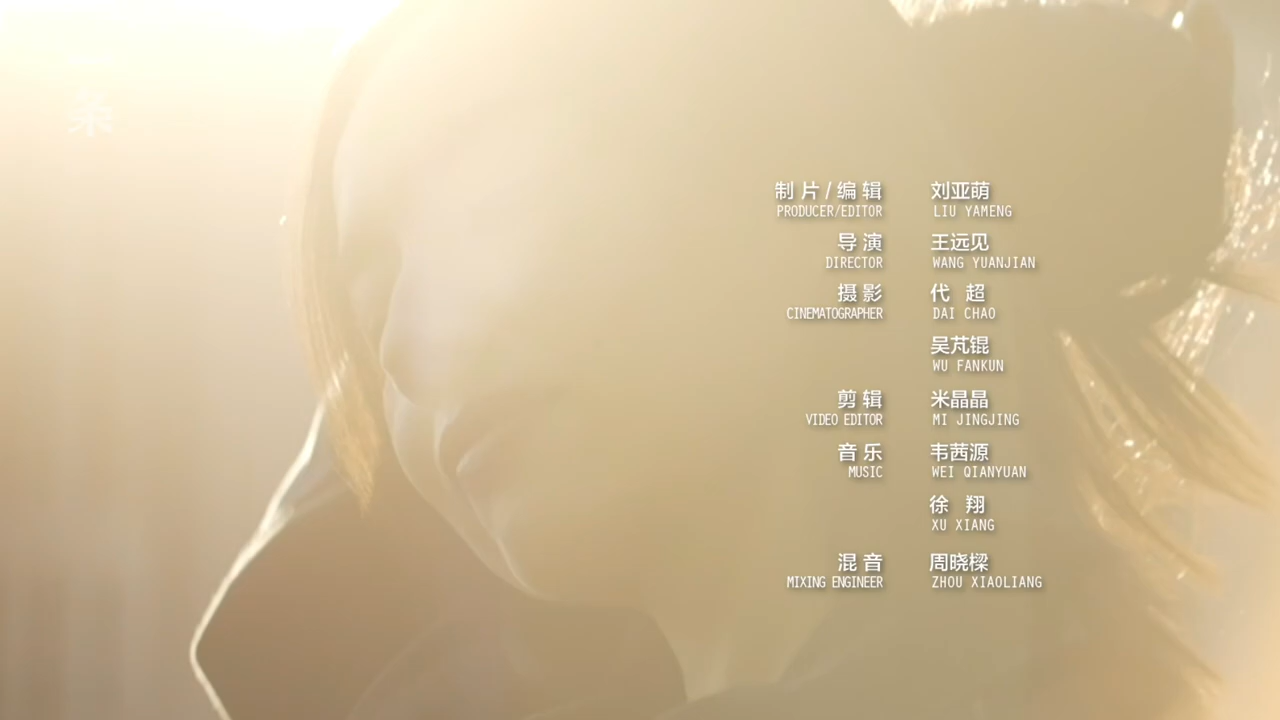 一条
制片/编辑 刘亚萌
PRODUCER/EDITOR LIU YAMENG
导演 王远见
DIRECTOR WANG YUANJIAN
摄影 代 超
CINEMATOGRAPHER DAI CHAO
吴芃锟
WU FANKUN
剪辑 米晶晶
VIDEO EDITOR MI JINGJING
音乐 韦茜源
MUSIC WEI QIANYUAN
徐 翔
XU XIANG
混音 周晓樑
MIXING ENGINEER ZHOU XIAOLIANG